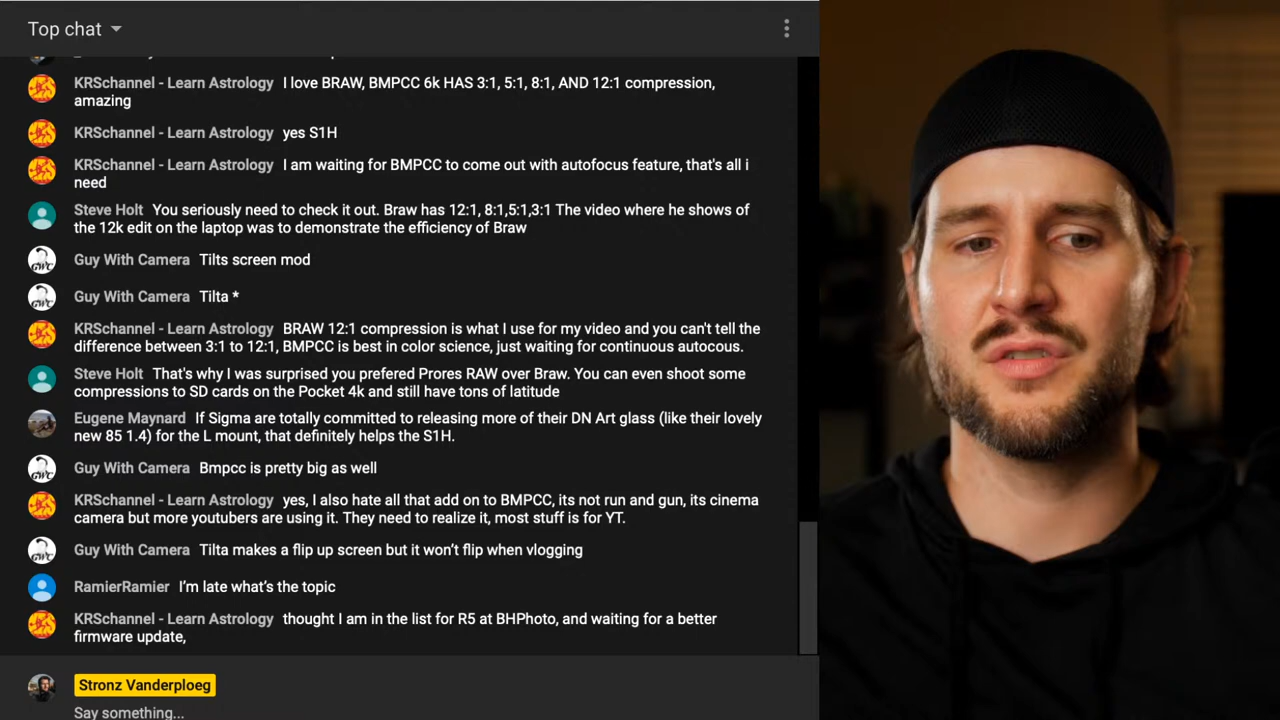 Top chat
KRSchannel - Learn Astrology I love BRAW, BMPCC 6k HAS 3:1, 5:1, 8:1, AND 12:1 compression,
amazing
KRSchannel - Learn Astrology yes S1H
KRSchannel - Learn Astrology I am waiting for BMPCC to come out with autofocus feature, that's all i
need
Steve Holt You seriously need to check it out. Braw has 12:1, 8:1,5:1,3:1 The video where he shows of
the 12k edit on the laptop was to demonstrate the efficiency of Braw
Guy With Camera Tilts screen mod
Guy With Camera Tilta *
KRSchannel - Learn Astrology BRAW 12:1 compression is what I use for my video and you can't tell the
difference between 3:1 to 12:1, BMPCC is best in color science, just waiting for continuous autocous.
Steve Holt That's why I was surprised you prefered Prores RAW over Braw. You can even shoot some
compressions to SD cards on the Pocket 4k and still have tons of latitude
Eugene Maynard If Sigma are totally committed to releasing more of their DN Art glass (like their lovely
new 85 1.4) for the L mount, that definitely helps the S1H.
Guy With Camera Bmpcc is pretty big as well
KRSchannel - Learn Astrology yes, I also hate all that add on to BMPCC, its not run and gun, its cinema
camera but more youtubers are using it. They need to realize it, most stuff is for YT.
Guy With Camera Tilta makes a flip up screen but it won't flip when vlogging
RamierRamier I'm late what's the topic
KRSchannel - Learn Astrology thought I am in the list for R5 at BHPhoto, and waiting for a better
firmware update,
Stronz Vanderploeg
Say something...